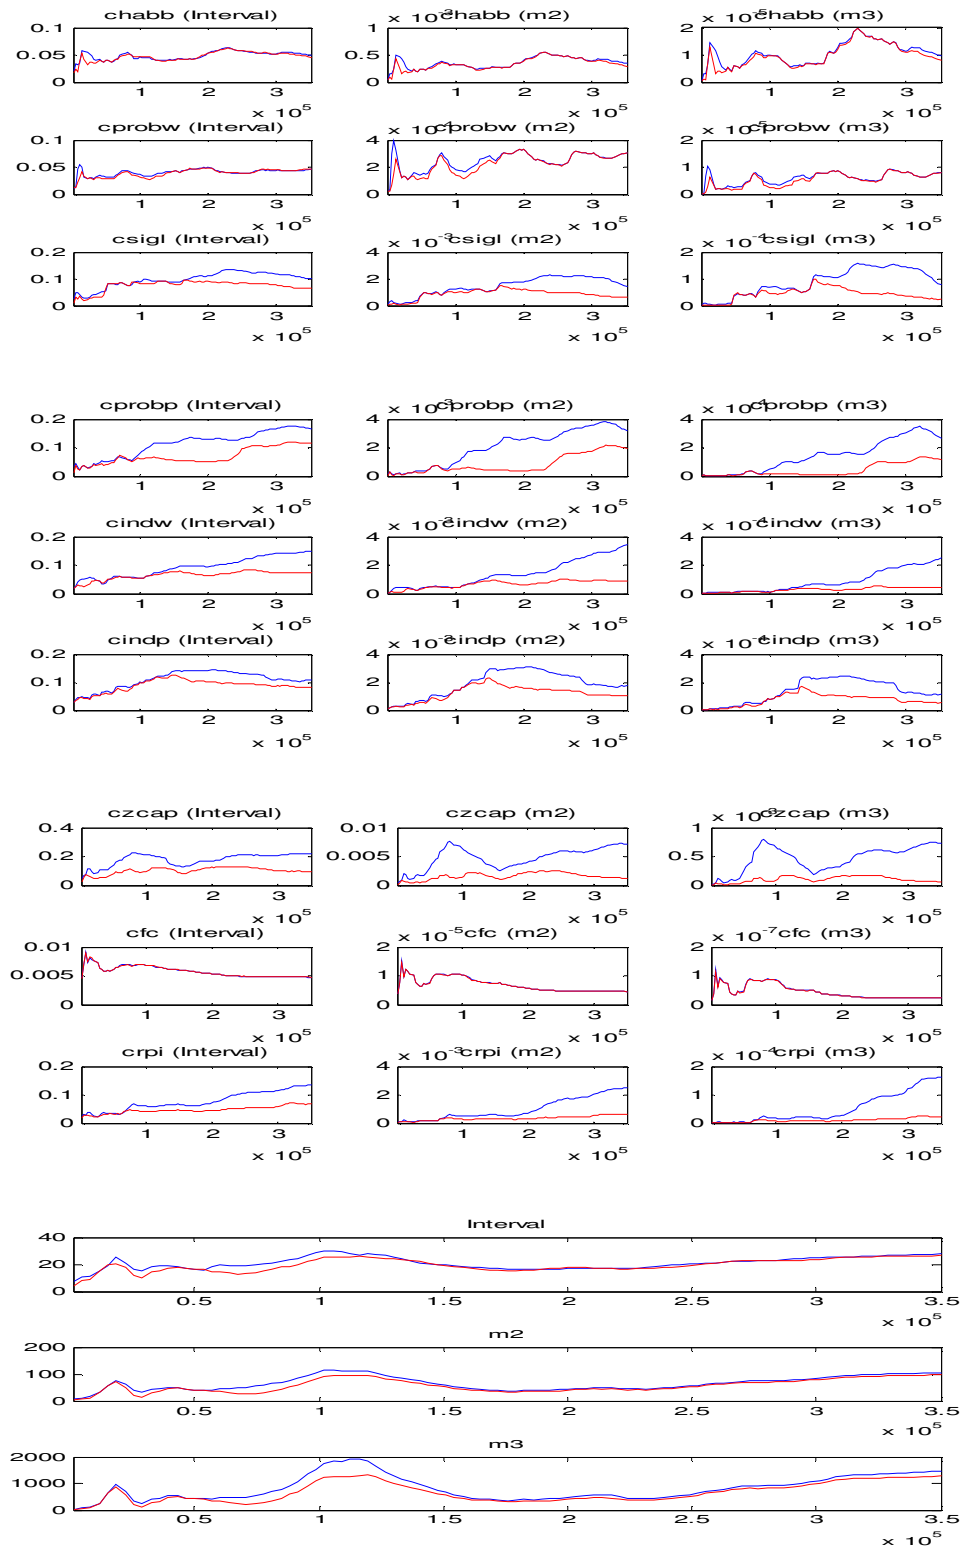 chabb (Interval)
0.1
0.05
0
1 2 3
x 10^5
x 10^-3 chabb (m2)
1
0.5
0
1 2 3
x 10^5
x 10^-5 chabb (m3)
2
1
0
1 2 3
x 10^5
cprobw (Interval)
0.1
0.05
0
1 2 3
x 10^5
x 10^-4 cprobw (m2)
4
2
0
1 2 3
x 10^5
x 10^-5 cprobw (m3)
2
1
0
1 2 3
x 10^5
csigl (Interval)
0.2
0.1
0
1 2 3
x 10^5
x 10^-3 csigl (m2)
4
2
0
1 2 3
x 10^5
x 10^-4 csigl (m3)
2
1
0
1 2 3
x 10^5
cprobp (Interval)
0.2
0.1
0
1 2 3
x 10^5
x 10^-3 cprobp (m2)
4
2
0
1 2 3
x 10^5
x 10^-4 cprobp (m3)
4
2
0
1 2 3
x 10^5
cindw (Interval)
0.2
0.1
0
1 2 3
x 10^5
x 10^-3 cindw (m2)
4
2
0
1 2 3
x 10^5
x 10^-4 cindw (m3)
4
2
0
1 2 3
x 10^5
cindp (Interval)
0.2
0.1
0
1 2 3
x 10^5
x 10^-3 cindp (m2)
4
2
0
1 2 3
x 10^5
x 10^-4 cindp (m3)
4
2
0
1 2 3
x 10^5
czcap (Interval)
0.4
0.2
0
1 2 3
x 10^5
czcap (m2)
0.01
0.005
0
1 2 3
x 10^5
x 10^-3 czcap (m3)
1
0.5
0
1 2 3
x 10^5
cfc (Interval)
0.01
0.005
0
1 2 3
x 10^5
x 10^-5 cfc (m2)
2
1
0
1 2 3
x 10^5
x 10^-7 cfc (m3)
2
1
0
1 2 3
x 10^5
crpi (Interval)
0.2
0.1
0
1 2 3
x 10^5
x 10^-3 crpi (m2)
4
2
0
1 2 3
x 10^5
x 10^-4 crpi (m3)
2
1
0
1 2 3
x 10^5
Interval
40
20
0
0.5 1 1.5 2 2.5 3 3.5
x 10^5
m2
200
100
0
0.5 1 1.5 2 2.5 3 3.5
x 10^5
m3
2000
1000
0
0.5 1 1.5 2 2.5 3 3.5
x 10^5